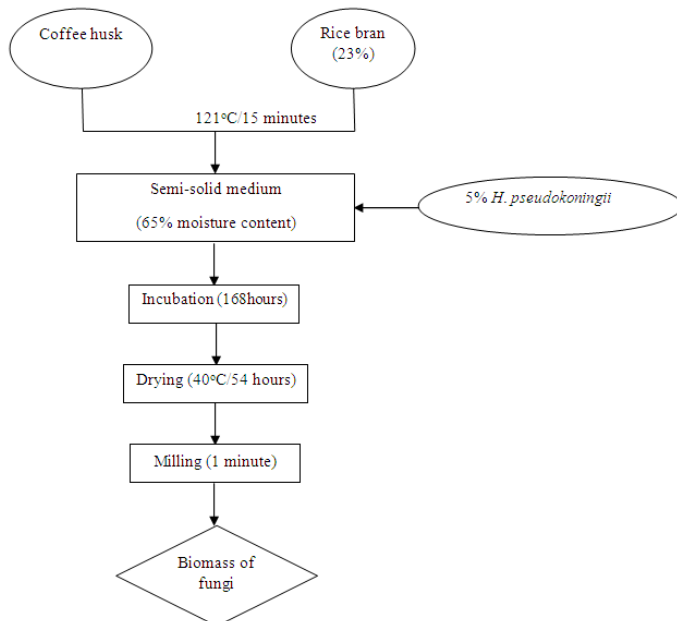 Coffee husk
Rice bran
(23%)
121°C/15 minutes
Semi-solid medium
(65% moisture content)
5% H. pseudokoningii
Incubation (168hours)
Drying (40°C/54 hours)
Milling (1 minute)
Biomass of
fungi